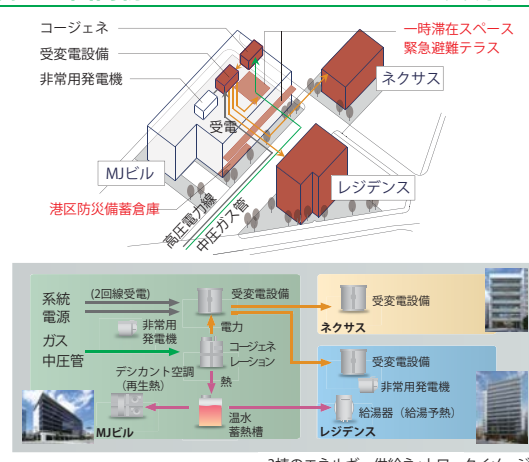 コージェネ
受変電設備
非常用発電機
一時滞在スペース
緊急避難テラス
ネクサス
受電
MJビル
レジデンス
港区防災備蓄倉庫
高圧電力線
中圧ガス管
系統
電源
(2回線受電)
受変電設備
非常用
発電機
電力
ガス
中圧管
コージェネ
レーション
デシカント空調
(再生熱)
熱
温水
蓄熱槽
MJビル
受変電設備
ネクサス
受変電設備
非常用発電機
給湯器（給湯予熱）
レジデンス